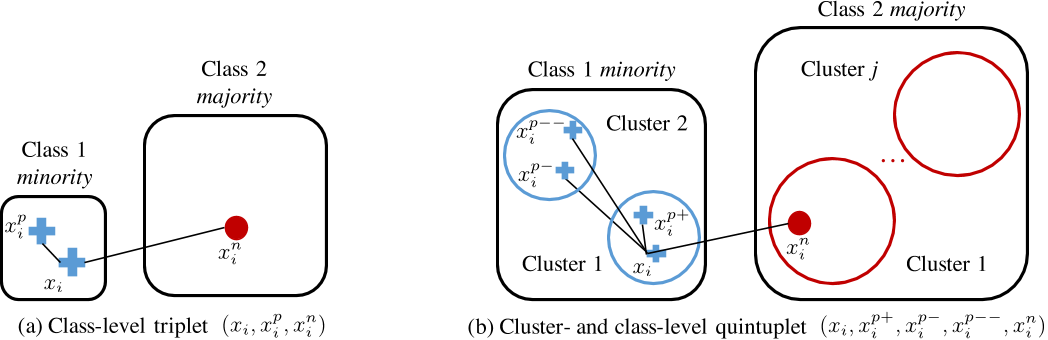 Class 2
majority
Class 1
minority
x_i^p
x_i
x_i^n
(a) Class-level triplet (x_i, x_i^p, x_i^n)
Class 2 majority
Class 1 minority
Cluster j
x_i^{p--}
Cluster 2
x_i^{p-}
x_i^{p+}
x_i^n
Cluster 1
x_i
Cluster 1
...
(b) Cluster- and class-level quintuplet (x_i, x_i^{p+}, x_i^{p-}, x_i^{p--}, x_i^n)